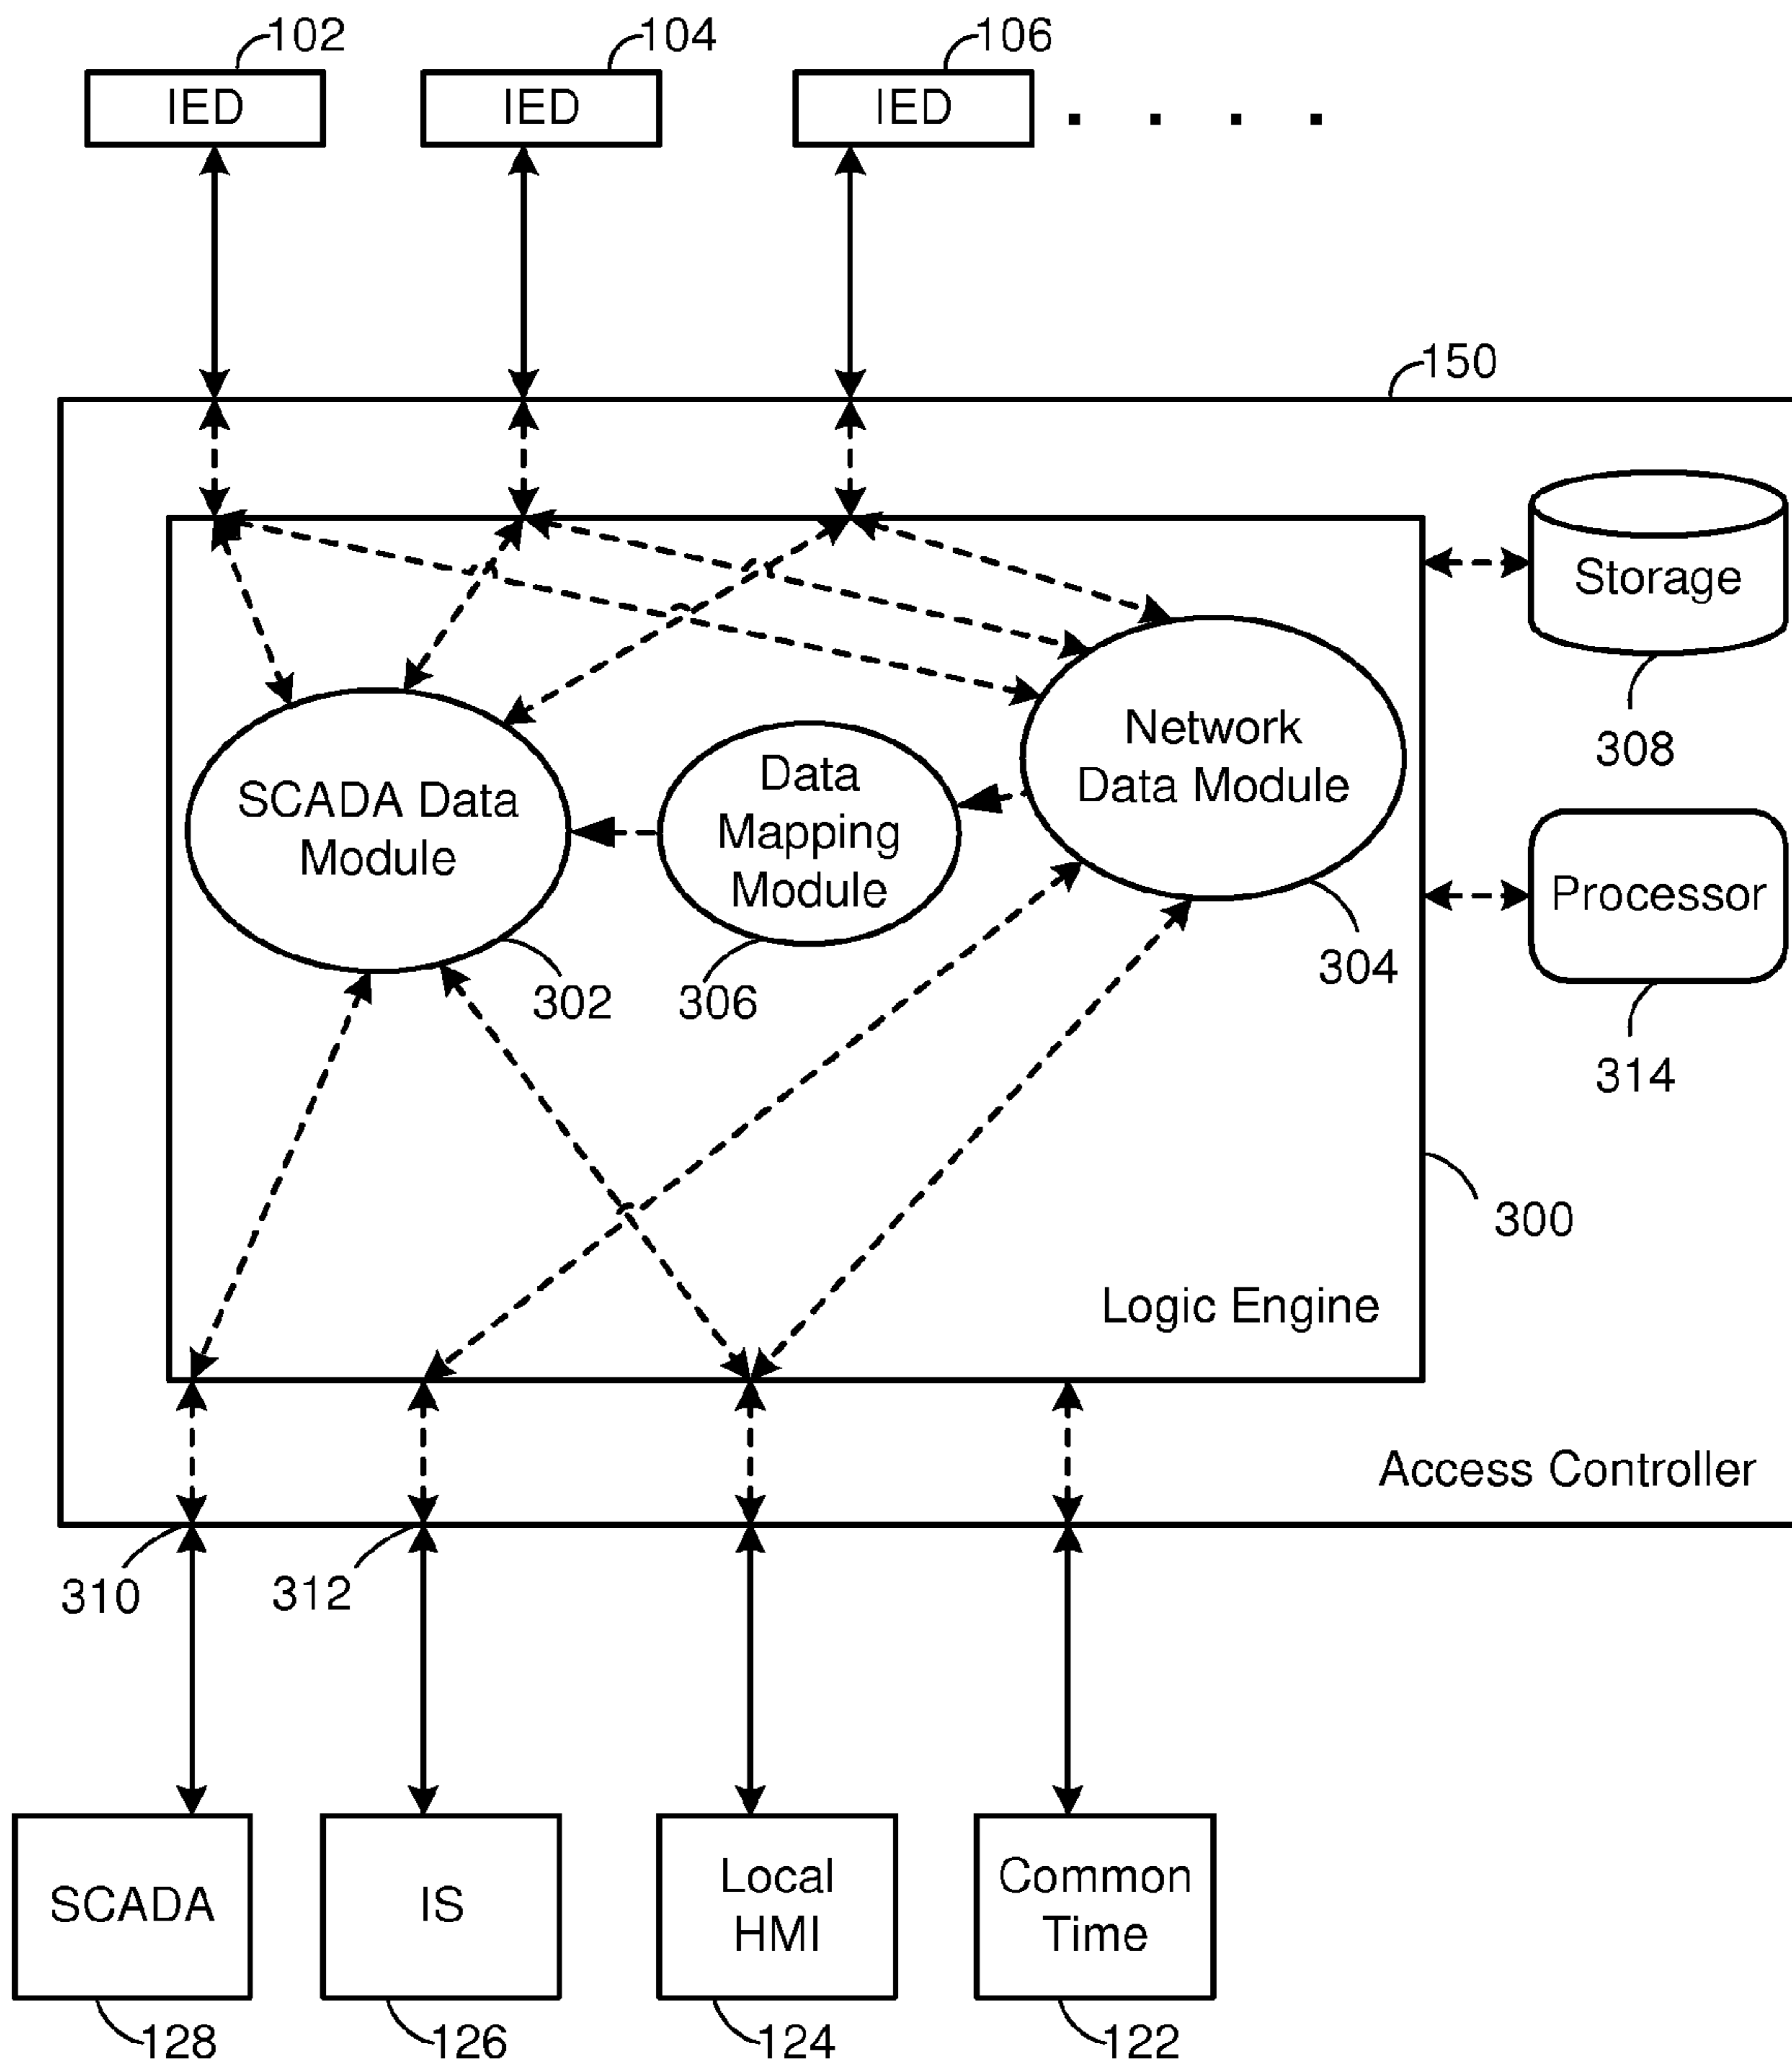 102
104
106
IED
IED
IED
150
Storage
308
Network
Data Module
Data
Mapping
Module
SCADA Data
Module
Processor
304
302
306
314
300
Logic Engine
Access Controller
310
312
SCADA
IS
Local
HMI
Common
Time
128
126
124
122